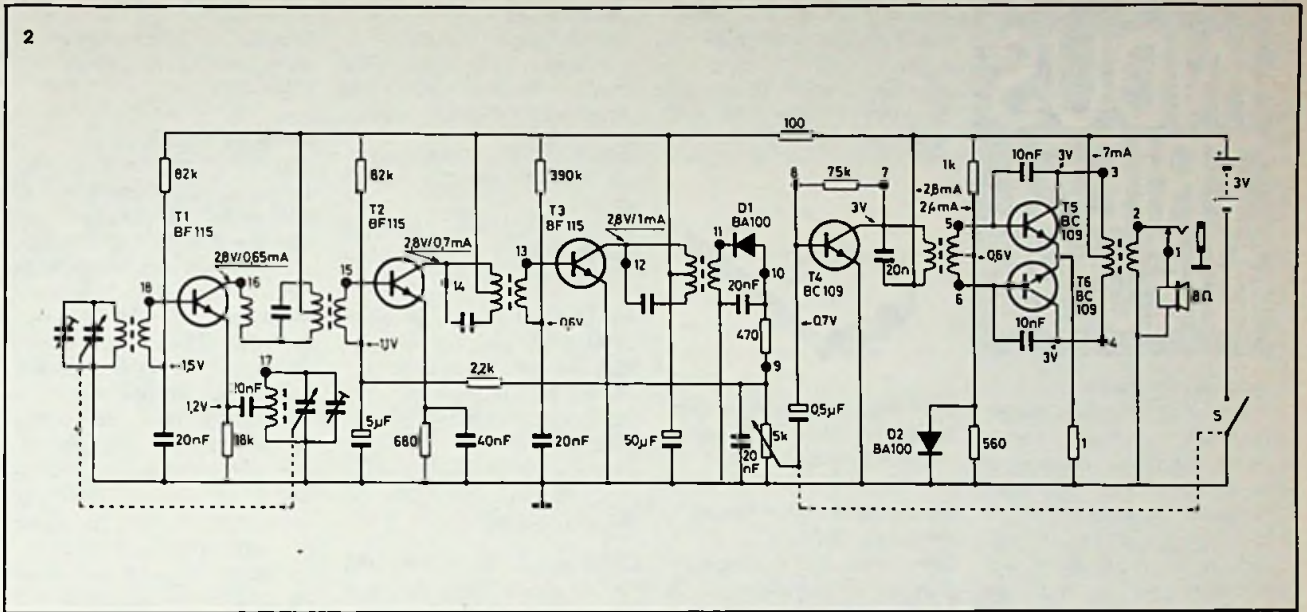 2
82k
T1
BF 115
2,8V/0,65mA
16
18
1,5V
1,2V
20nF
18k
17
82k
T2
BF 115
2,8V/0,7mA
15
14
5µF
680
2,2k
40nF
390k
T3
BF 115
13
0,6V
20nF
2,8V/1mA
12
50µF
100
11
D1
BA100
10
20nF
470
9
5k
20
nF
8
75k
7
3V
T4
BC 109
0,7V
0,5µF
20n
1k
2,8mA
2,4mA
5
0,6V
6
D2
BA100
560
10nF
3V
T5
BC
109
T6
BC
109
10nF
3V
7mA
3
4
1
2
1
8Ω
3V
S